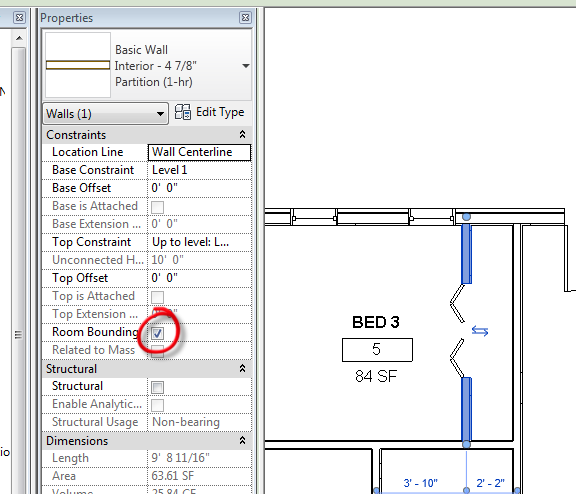 Properties
Basic Wall
Interior - 4 7/8"
Partition (1-hr)
Walls (1)
Edit Type
Constraints
Location Line Wall Centerline
Base Constraint Level 1
Base Offset 0' 0"
Base is Attached
Base Extension ... 0' 0"
Top Constraint Up to level: L...
Unconnected H... 10' 0"
Top Offset 0' 0"
Top is Attached
Top Extension ... 0"
Room Bounding
Related to Mass
Structural
Structural
Enable Analytic...
Structural Usage Non-bearing
Dimensions
Length 9' 8 11/16"
Area 63.61 SF
Volume 25.84 CF
BED 3
5
84 SF
3' - 10"
2' - 2"